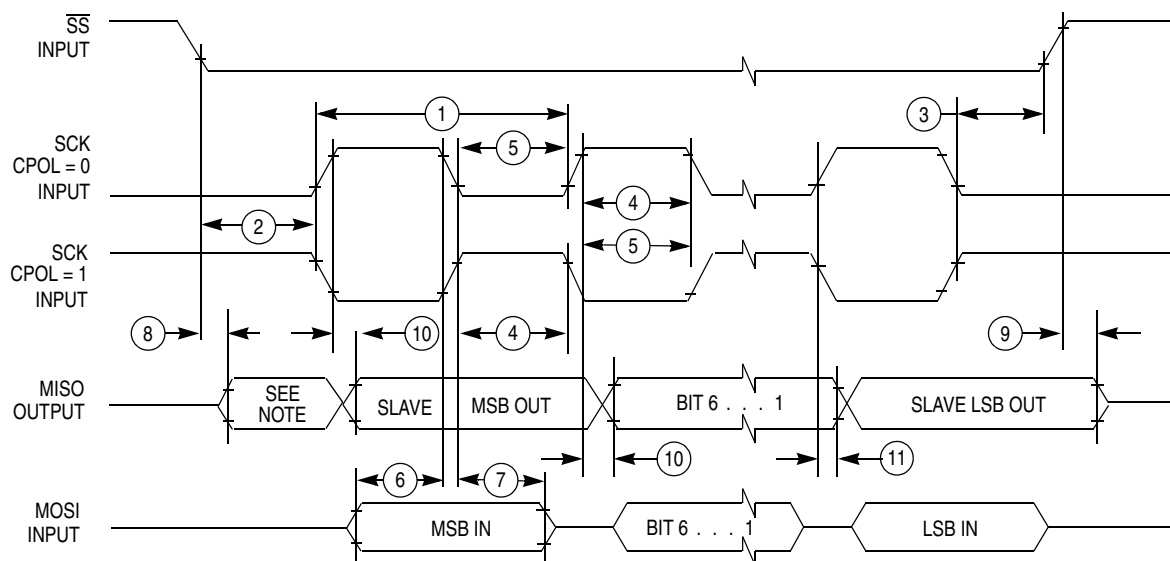 SS
INPUT
1
3
SCK
CPOL = 0
INPUT
5
4
2
5
SCK
CPOL = 1
INPUT
8
10
4
9
MISO
OUTPUT
SEE
NOTE
SLAVE
MSB OUT
BIT 6 . . . 1
SLAVE LSB OUT
10
11
6
7
MOSI
INPUT
MSB IN
BIT 6 . . . 1
LSB IN